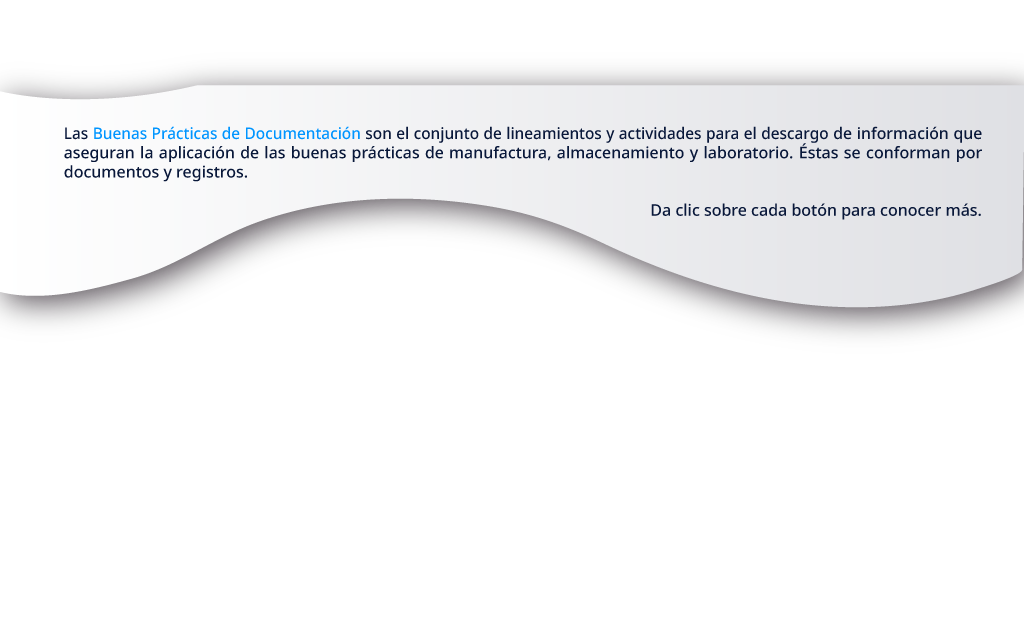 Las Buenas Prácticas de Documentación son el conjunto de lineamientos y actividades para el descargo de información que
aseguran la aplicación de las buenas prácticas de manufactura, almacenamiento y laboratorio. Éstas se conforman por
documentos y registros.
Da clic sobre cada botón para conocer más.